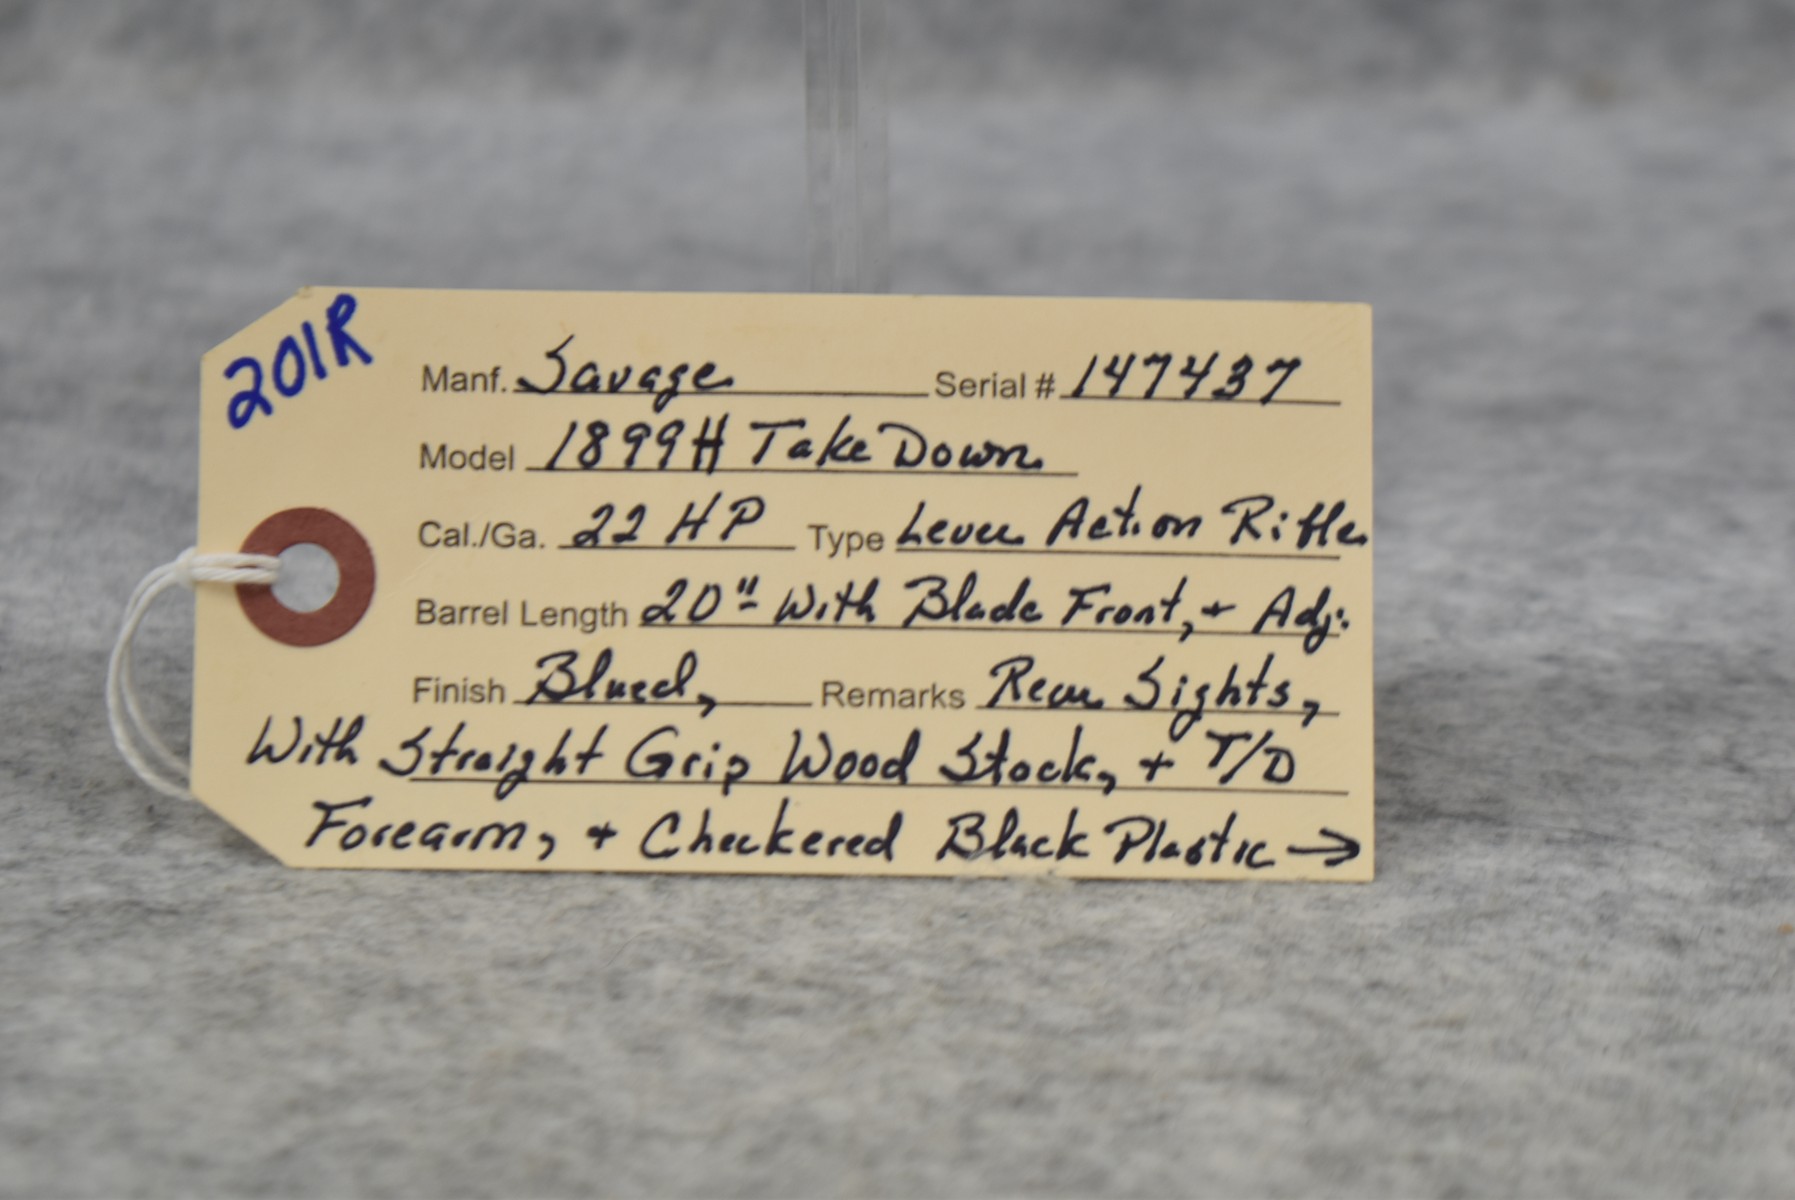 201R
Manf. Savage Serial # 147437
Model 1899H Take Down
Cal./Ga. 22 HP Type Lever Action Rifle
Barrel Length 20" With Blade Front, + Adj.
Finish Blued, Remarks Rear Sights,
With Straight Grip Wood Stock, + T/D
Forearm, + Checkered Black Plastic →